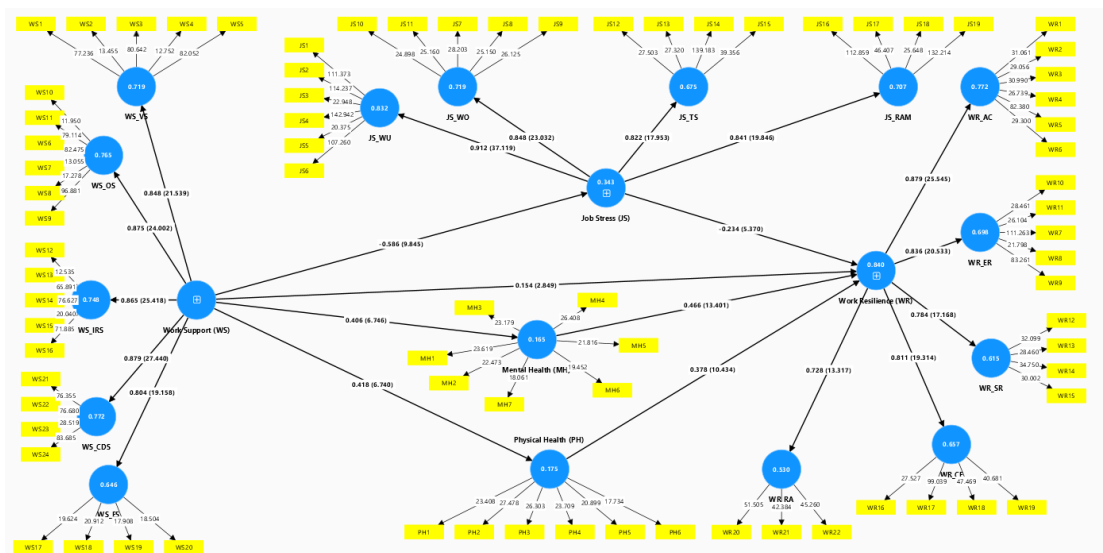 WS1
WS2
WS3
WS4
WS5
77.236
13.455
80.642
12.752
82.052
0.719
WS_VS
WS10
WS11
WS6
WS7
WS8
WS9
11.950
79.114
82.475
13.055
17.278
96.881
0.765
WS_OS
0.848 (21.539)
0.875 (24.002)
WS12
WS13
WS14
WS15
WS16
12.535
65.891
76.627
20.040
71.885
0.748
WS_IRS
0.865 (25.418)
Work Support (WS)
0.879 (27.440)
0.804 (19.158)
WS21
WS22
WS23
WS24
76.355
76.680
28.519
83.685
0.772
WS_CDS
0.646
19.624
20.912
17.908
18.504
WS17
WS18
WS19
WS20
JS1
JS2
JS3
JS4
JS5
JS6
111.373
114.237
22.948
142.942
20.375
107.260
0.832
JS_WU
JS10
JS11
JS7
JS8
JS9
24.898
25.160
28.203
25.150
26.125
0.719
JS_WO
JS12
JS13
JS14
JS15
27.503
27.320
139.183
39.356
0.675
JS_TS
JS16
JS17
JS18
JS19
112.859
46.407
25.648
132.214
0.707
JS_RAM
0.912 (37.119)
0.848 (23.032)
0.822 (17.953)
0.841 (19.846)
0.343
Job Stress (JS)
-0.586 (9.845)
-0.234 (5.370)
0.154 (2.849)
0.406 (6.746)
0.466 (13.401)
0.418 (6.740)
0.378 (10.434)
MH3
MH4
MH1
MH5
MH2
MH6
MH7
23.179
26.408
23.619
21.816
22.473
19.452
18.061
0.165
Mental Health (MH,
Physical Health (PH)
0.175
23.408
27.478
26.303
23.709
20.899
17.734
PH1
PH2
PH3
PH4
PH5
PH6
0.840
Work Resilience (WR)
0.879 (25.545)
0.836 (20.533)
0.784 (17.168)
0.811 (19.314)
0.728 (13.317)
WR1
WR2
WR3
WR4
WR5
WR6
31.061
29.056
30.990
26.739
82.380
29.300
0.772
WR_AC
WR10
WR11
WR7
WR8
WR9
28.461
26.104
111.263
21.798
83.261
0.698
WR_ER
WR12
WR13
WR14
WR15
32.099
28.460
34.750
30.002
0.615
WR_SR
0.657
27.527
99.039
47.469
40.681
WR16
WR17
WR18
WR19
0.530
51.505
42.384
45.260
WR20
WR21
WR22